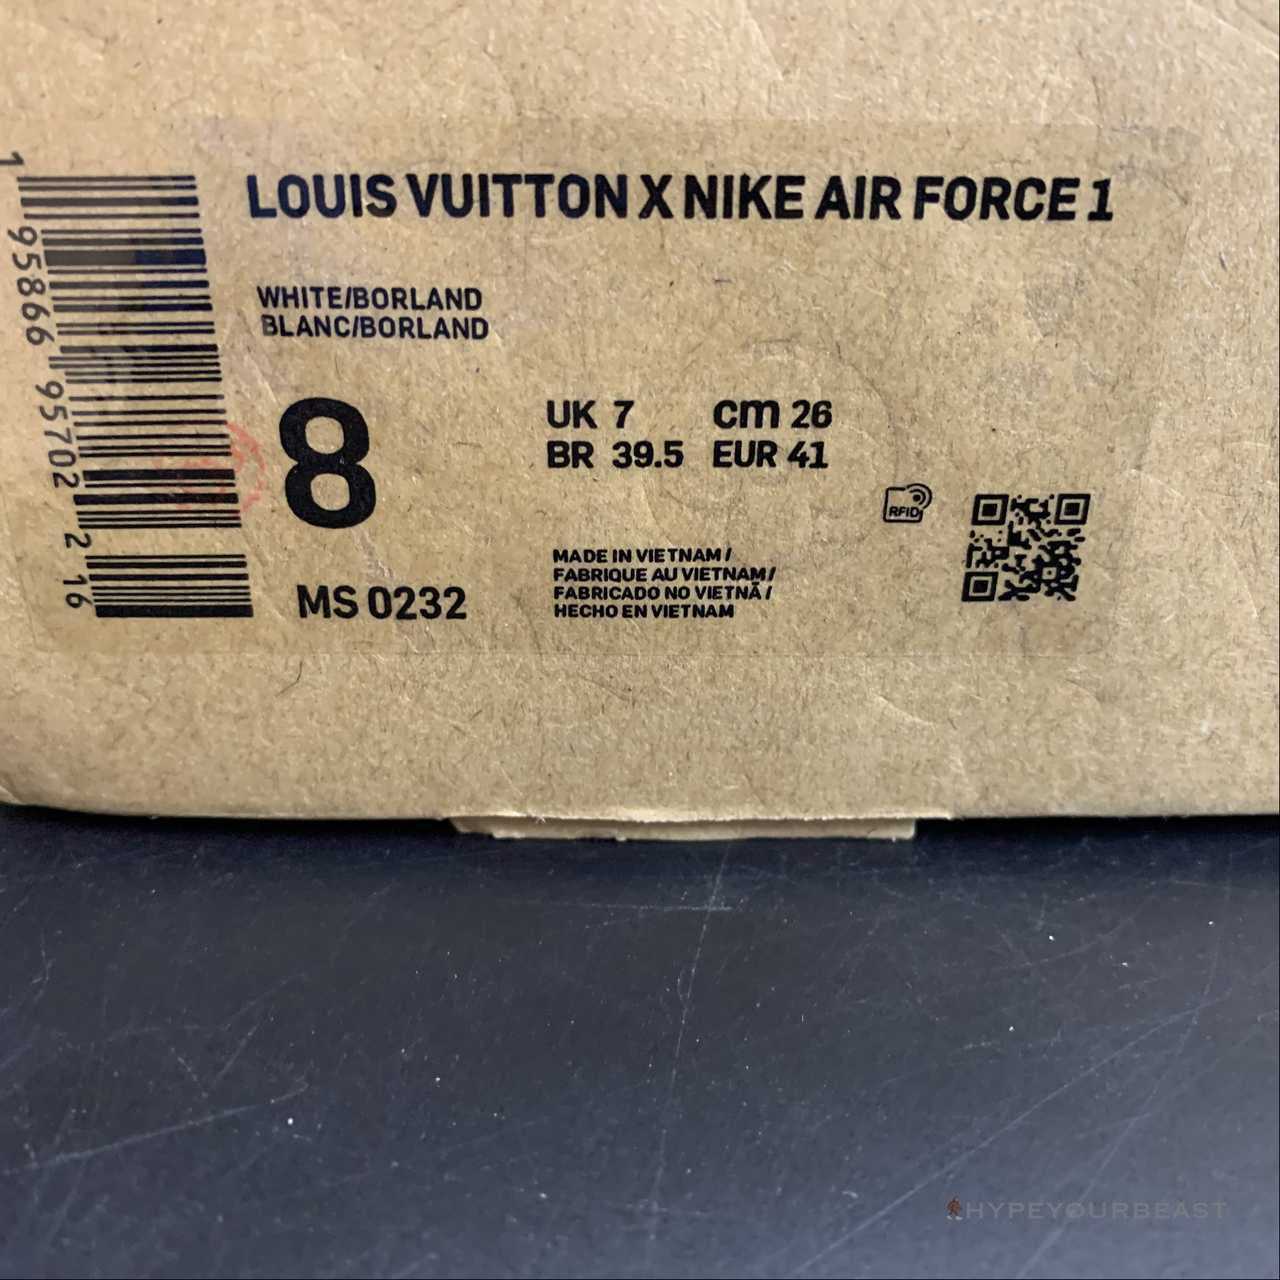 LOUIS VUITTON X NIKE AIR FORCE 1
WHITE/BORLAND
BLANC/BORLAND
8
UK 7 cm 26
BR 39.5 EUR 41
RFID
MADE IN VIETNAM /
FABRIQUE AU VIETNAM/
FABRICADO NO VIETNÃ /
HECHO EN VIETNAM
MS 0232
1 95866 95702 2 16
HYPEYOURBEAST